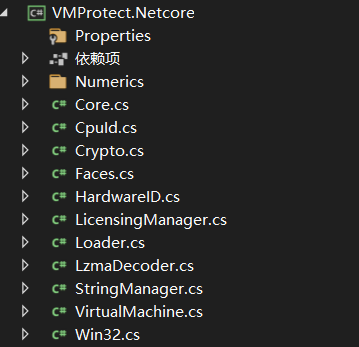 VMProtect.Netcore
Properties
依赖项
Numerics
C# Core.cs
C# CpuId.cs
C# Crypto.cs
C# Faces.cs
C# HardwareID.cs
C# LicensingManager.cs
C# Loader.cs
C# LzmaDecoder.cs
C# StringManager.cs
C# VirtualMachine.cs
C# Win32.cs